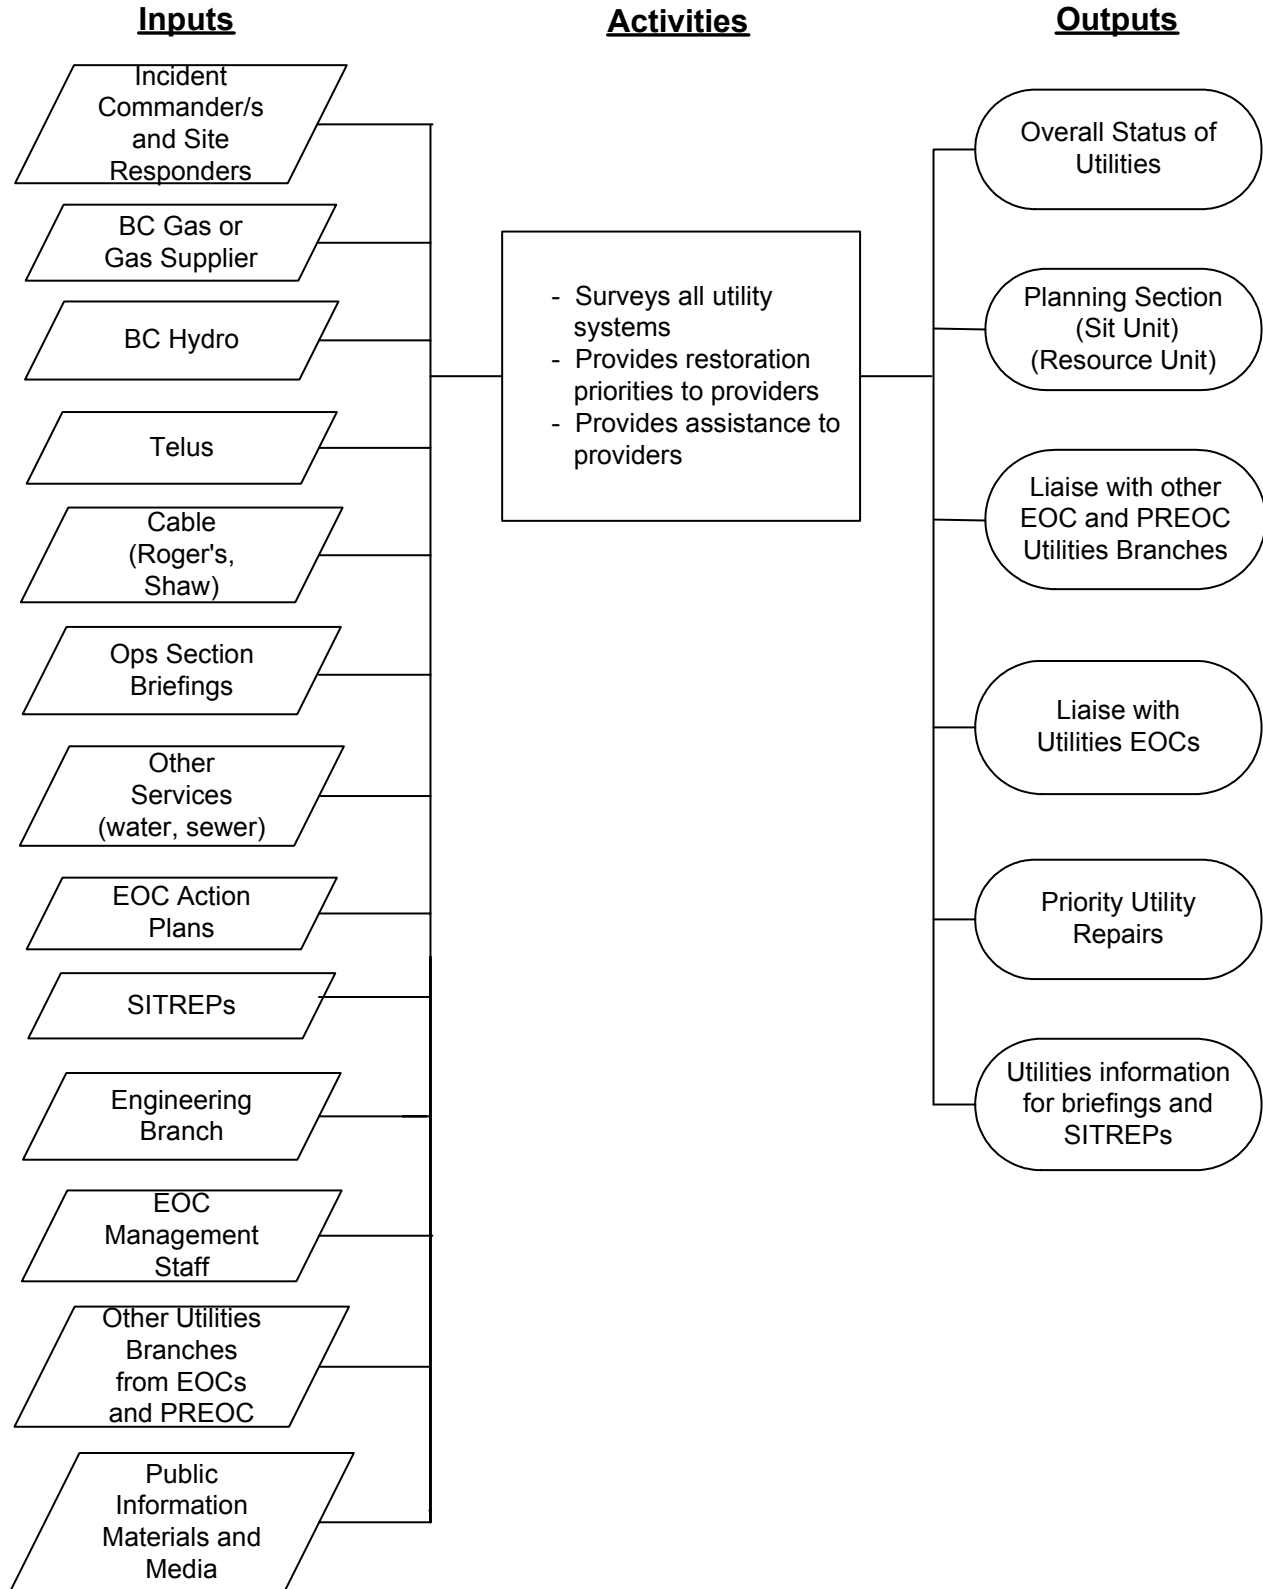 Inputs
Activities
Outputs
Incident
Commander/s
and Site
Responders
BC Gas or
Gas Supplier
BC Hydro
Telus
Cable
(Roger's,
Shaw)
Ops Section
Briefings
Other
Services
(water, sewer)
EOC Action
Plans
SITREPs
Engineering
Branch
EOC
Management
Staff
Other Utilities
Branches
from EOCs
and PREOC
Public
Information
Materials and
Media
- Surveys all utility
systems
- Provides restoration
priorities to providers
- Provides assistance to
providers
Overall Status of
Utilities
Planning Section
(Sit Unit)
(Resource Unit)
Liaise with other
EOC and PREOC
Utilities Branches
Liaise with
Utilities EOCs
Priority Utility
Repairs
Utilities information
for briefings and
SITREPs